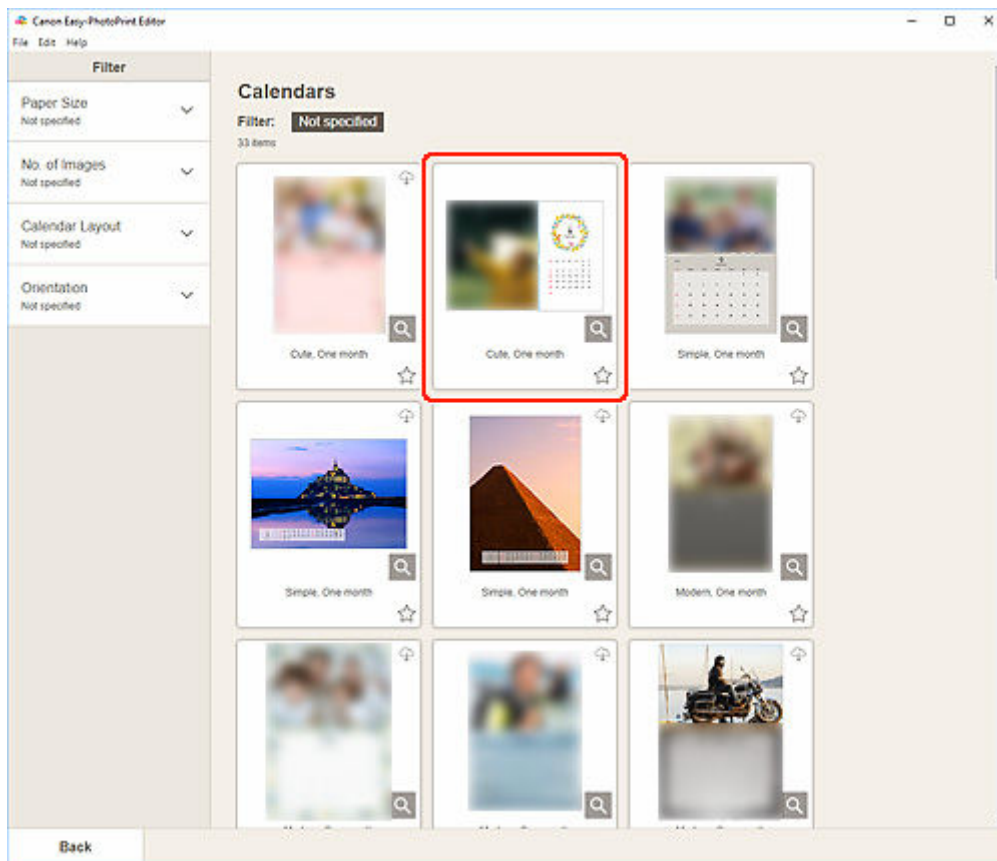 Canon Easy-PhotoPrint Editor
File Edit Help
Filter
Paper Size
Not specified
No. of Images
Not specified
Calendar Layout
Not specified
Orientation
Not specified
Calendars
Filter: Not specified
33 items
Cute, One month
Cute, One month
Simple, One month
Simple, One month
Simple, One month
Modern, One month
Back